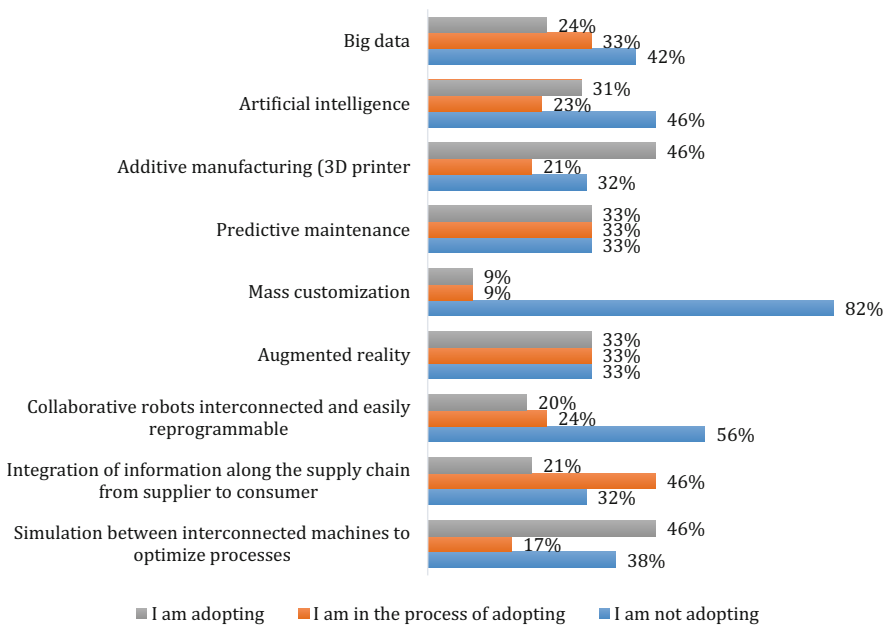 Big data
24%
33%
42%
Artificial intelligence
31%
23%
46%
Additive manufacturing (3D printer
46%
21%
32%
Predictive maintenance
33%
33%
33%
Mass customization
9%
9%
82%
Augmented reality
33%
33%
33%
Collaborative robots interconnected and easily
reprogrammable
20%
24%
56%
Integration of information along the supply chain
from supplier to consumer
21%
46%
32%
Simulation between interconnected machines to
optimize processes
46%
17%
38%
I am adopting
I am in the process of adopting
I am not adopting